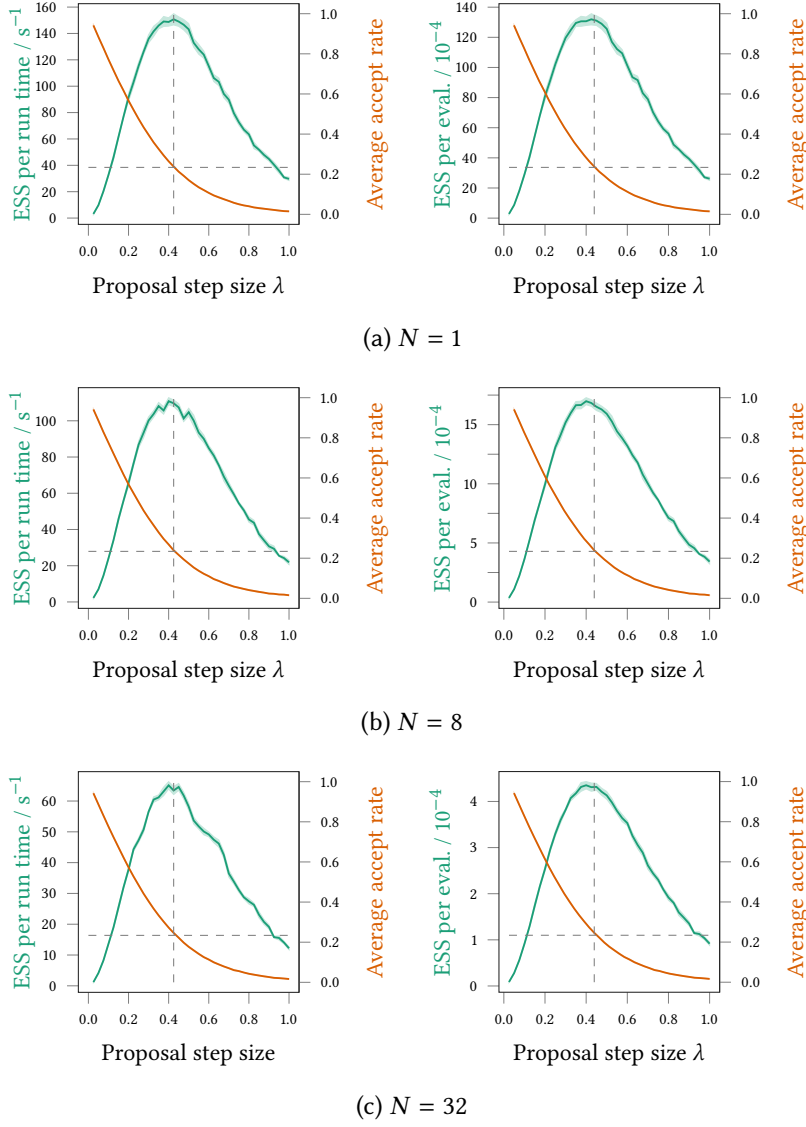 ESS per run time / s⁻¹
160
140
120
100
80
60
40
20
0
1.0
0.8
0.6
0.4
0.2
0.0
Average accept rate
0.0 0.2 0.4 0.6 0.8 1.0
Proposal step size λ
ESS per eval. / 10⁻⁴
140
120
100
80
60
40
20
0
1.0
0.8
0.6
0.4
0.2
0.0
Average accept rate
0.0 0.2 0.4 0.6 0.8 1.0
Proposal step size λ
(a) N = 1
ESS per run time / s⁻¹
100
80
60
40
20
0
1.0
0.8
0.6
0.4
0.2
0.0
Average accept rate
0.0 0.2 0.4 0.6 0.8 1.0
Proposal step size λ
ESS per eval. / 10⁻⁴
15
10
5
0
1.0
0.8
0.6
0.4
0.2
0.0
Average accept rate
0.0 0.2 0.4 0.6 0.8 1.0
Proposal step size λ
(b) N = 8
ESS per run time / s⁻¹
60
50
40
30
20
10
0
1.0
0.8
0.6
0.4
0.2
0.0
Average accept rate
0.0 0.2 0.4 0.6 0.8 1.0
Proposal step size
ESS per eval. / 10⁻⁴
4
3
2
1
0
1.0
0.8
0.6
0.4
0.2
0.0
Average accept rate
0.0 0.2 0.4 0.6 0.8 1.0
Proposal step size λ
(c) N = 32